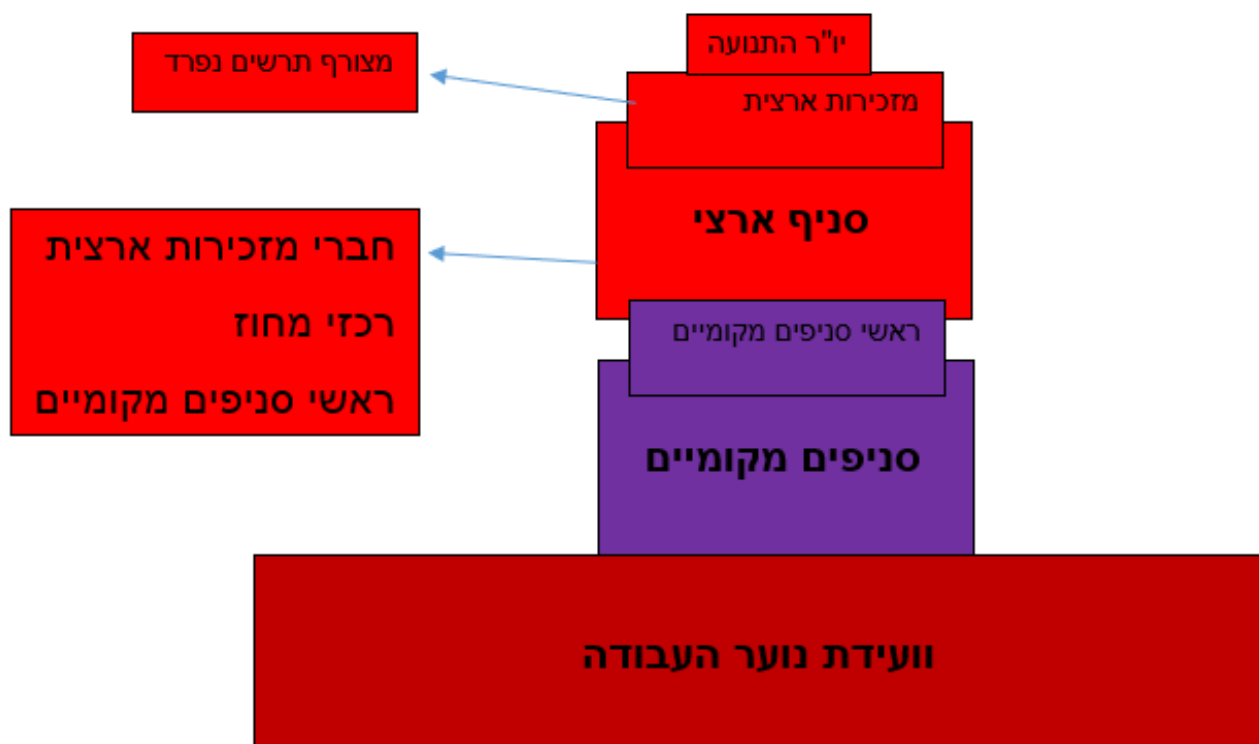 יו"ר התנועה
מצורף תרשים נפרד
מזכירות ארצית
סניף ארצי
חברי מזכירות ארצית
רכזי מחוז
ראשי סניפים מקומיים
ראשי סניפים מקומיים
סניפים מקומיים
וועידת נוער העבודה